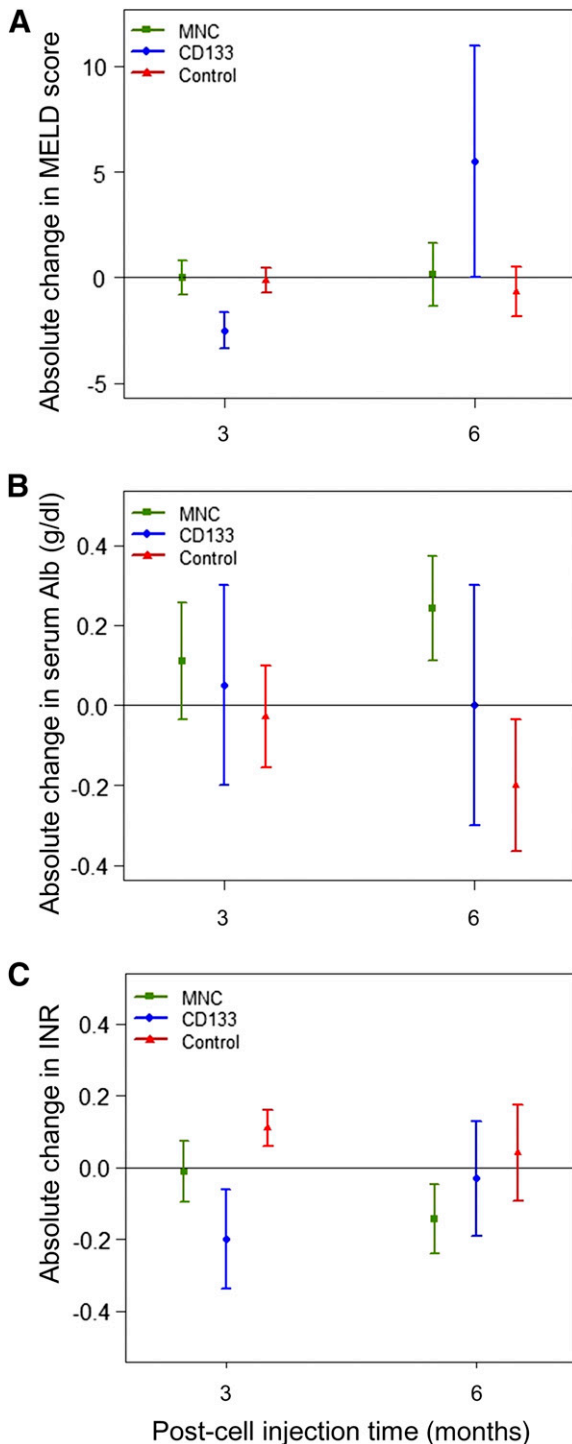 A
MNC
CD133
Control
Absolute change in MELD score
10
5
0
-5
3 6
B
MNC
CD133
Control
Absolute change in serum Alb (g/dl)
0.4
0.2
0.0
-0.2
-0.4
3 6
C
MNC
CD133
Control
Absolute change in INR
0.4
0.2
0.0
-0.2
-0.4
3 6
Post-cell injection time (months)